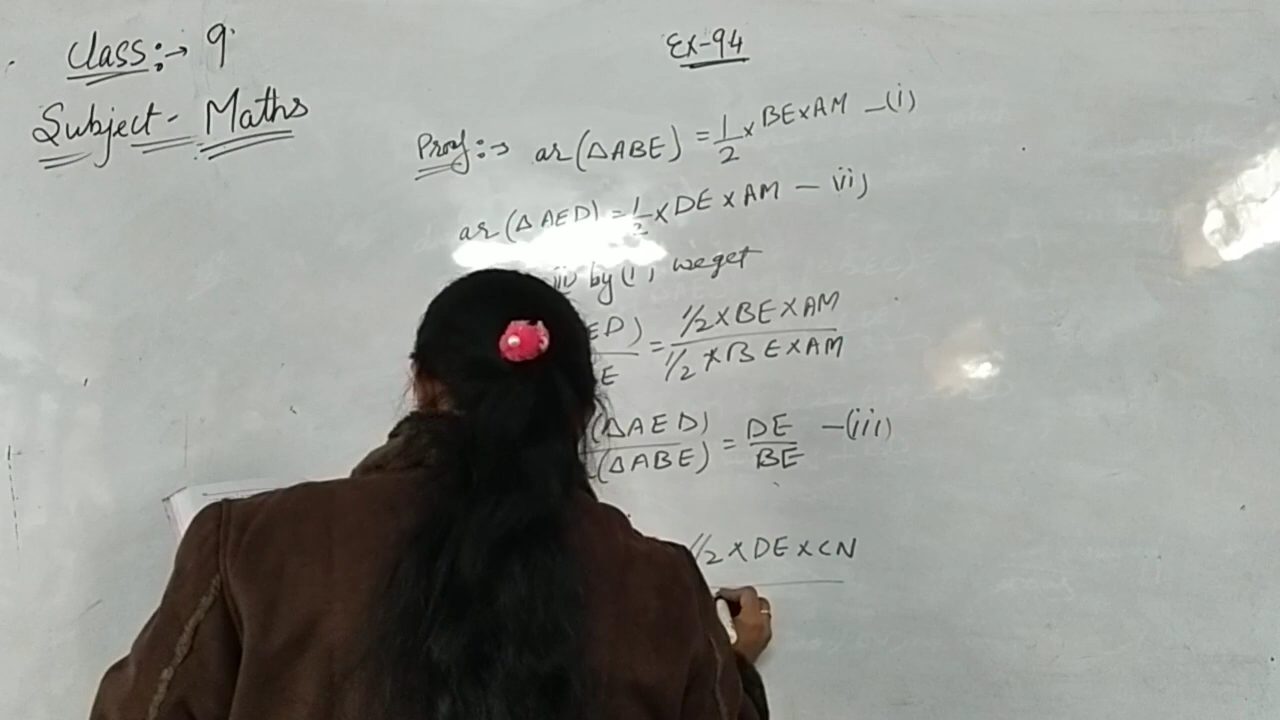 Class:→ 9
Subject - Maths
Ex-94
Proof:→ ar(△ABE) = 1/2 × BE×AM –(i)
ar(△AED) = 1/2 × DE × AM – ii)
by (i) we get
ED) / E = 1/2 × BE × AM / 1/2 × BE × AM
(△AED) / (△ABE) = DE / BE –(iii)
1/2 × DE × CN